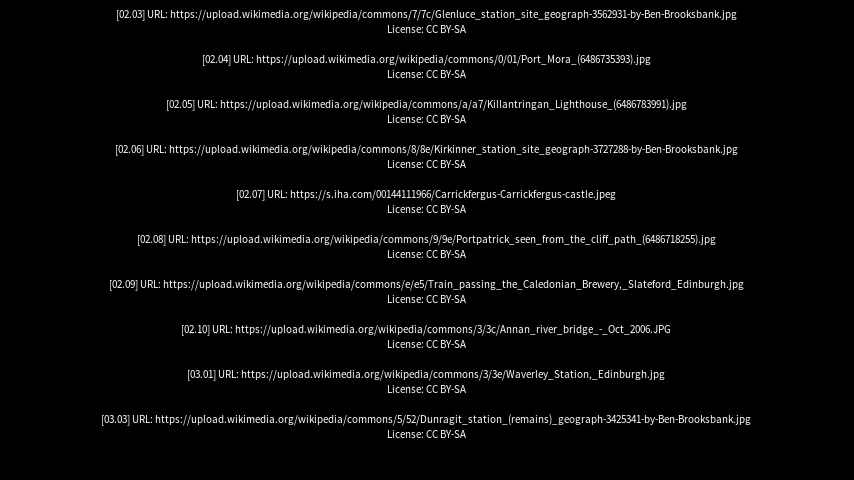 [02.03] URL: https://upload.wikimedia.org/wikipedia/commons/7/7c/Glenluce_station_site_geograph-3562931-by-Ben-Brooksbank.jpg
License: CC BY-SA
[02.04] URL: https://upload.wikimedia.org/wikipedia/commons/0/01/Port_Mora_(6486735393).jpg
License: CC BY-SA
[02.05] URL: https://upload.wikimedia.org/wikipedia/commons/a/a7/Killantringan_Lighthouse_(6486783991).jpg
License: CC BY-SA
[02.06] URL: https://upload.wikimedia.org/wikipedia/commons/8/8e/Kirkinner_station_site_geograph-3727288-by-Ben-Brooksbank.jpg
License: CC BY-SA
[02.07] URL: https://s.iha.com/00144111966/Carrickfergus-Carrickfergus-castle.jpeg
License: CC BY-SA
[02.08] URL: https://upload.wikimedia.org/wikipedia/commons/9/9e/Portpatrick_seen_from_the_cliff_path_(6486718255).jpg
License: CC BY-SA
[02.09] URL: https://upload.wikimedia.org/wikipedia/commons/e/e5/Train_passing_the_Caledonian_Brewery,_Slateford_Edinburgh.jpg
License: CC BY-SA
[02.10] URL: https://upload.wikimedia.org/wikipedia/commons/3/3c/Annan_river_bridge_-_Oct_2006.JPG
License: CC BY-SA
[03.01] URL: https://upload.wikimedia.org/wikipedia/commons/3/3e/Waverley_Station,_Edinburgh.jpg
License: CC BY-SA
[03.03] URL: https://upload.wikimedia.org/wikipedia/commons/5/52/Dunragit_station_(remains)_geograph-3425341-by-Ben-Brooksbank.jpg
License: CC BY-SA